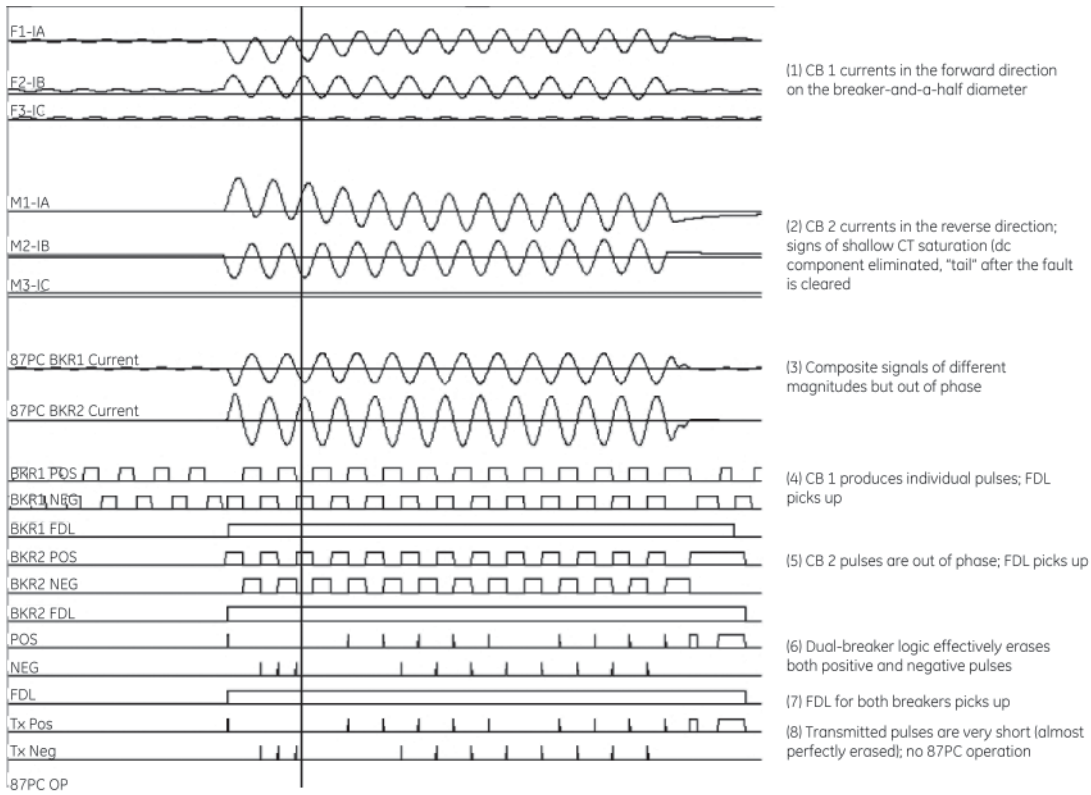 F1-IA
F2-IB
F3-IC
(1) CB 1 currents in the forward direction
on the breaker-and-a-half diameter
M1-IA
M2-IB
M3-IC
(2) CB 2 currents in the reverse direction;
signs of shallow CT saturation (dc
component eliminated, "tail" after the fault
is cleared
87PC BKR1 Current
87PC BKR2 Current
(3) Composite signals of different
magnitudes but out of phase
BKR1 POS
BKR1 NEG
(4) CB 1 produces individual pulses; FDL
picks up
BKR1 FDL
BKR2 POS
BKR2 NEG
(5) CB 2 pulses are out of phase; FDL picks up
BKR2 FDL
POS
NEG
(6) Dual-breaker logic effectively erases
both positive and negative pulses
FDL
(7) FDL for both breakers picks up
Tx Pos
Tx Neg
(8) Transmitted pulses are very short (almost
perfectly erased); no 87PC operation
87PC OP